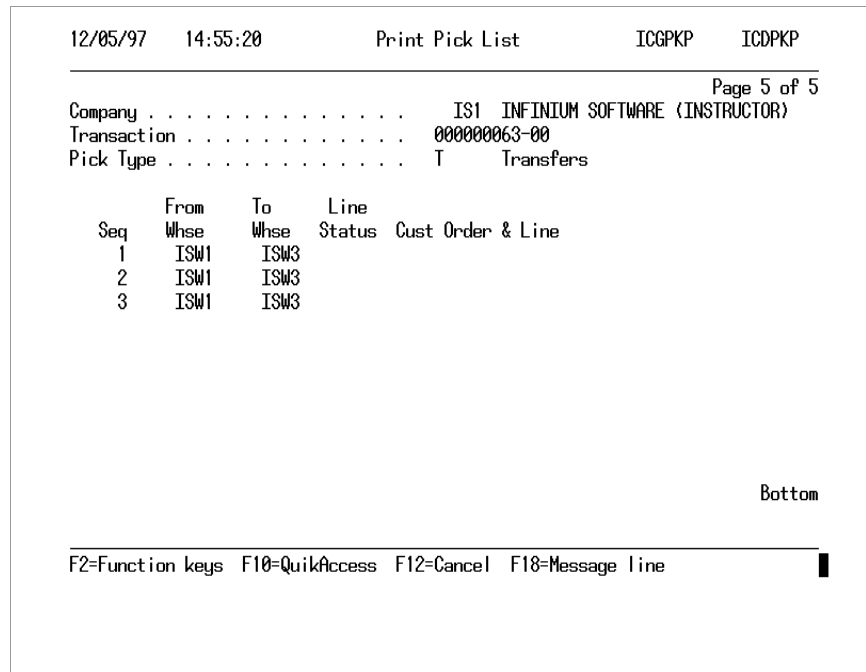 12/05/97 14:55:20 Print Pick List ICGPKP ICDPKP
Page 5 of 5
Company . . . . . . . . . . . . . . . IS1 INFINIUM SOFTWARE (INSTRUCTOR)
Transaction . . . . . . . . . . . . . 000000063-00
Pick Type . . . . . . . . . . . . . . T Transfers
From To Line
Seq Whse Whse Status Cust Order & Line
1 ISW1 ISW3
2 ISW1 ISW3
3 ISW1 ISW3
Bottom
F2=Function keys F10=QuikAccess F12=Cancel F18=Message line